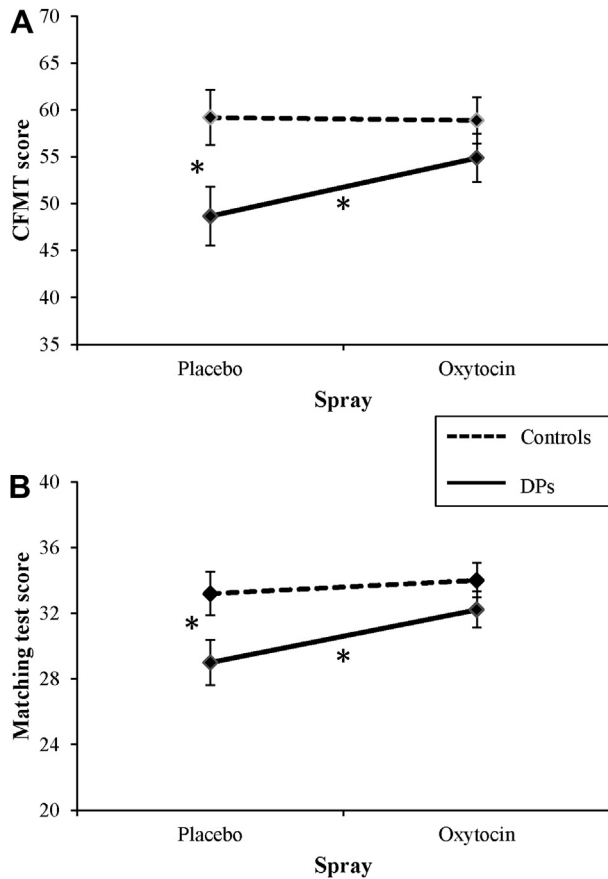 A
70
65
60
55
50
45
40
35
CFMT score
*
*
Placebo Oxytocin
Spray
Controls
DPs
B
40
36
32
28
24
20
Matching test score
*
*
Placebo Oxytocin
Spray